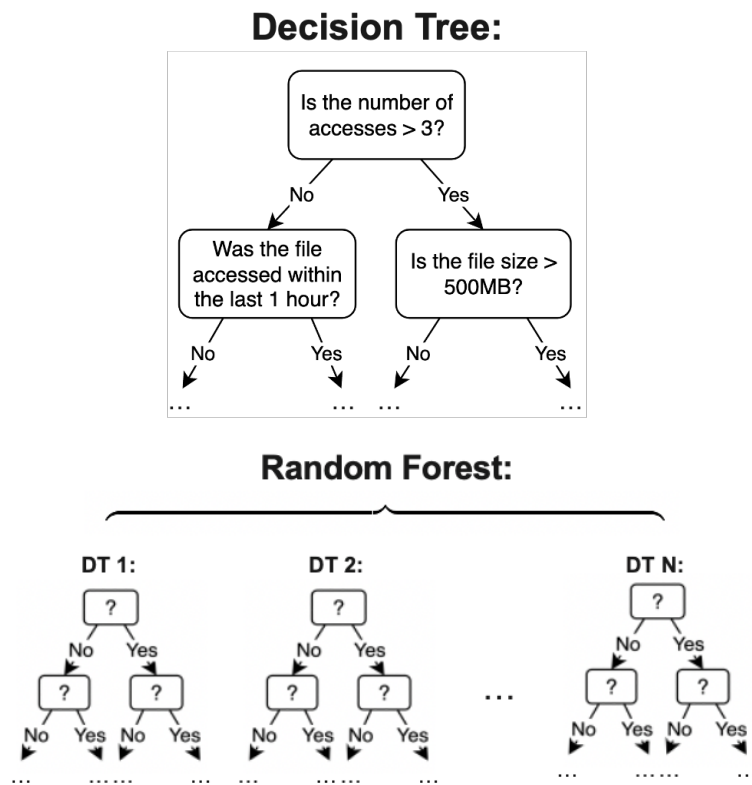 Decision Tree:
Is the number of
accesses > 3?
No
Yes
Was the file
accessed within
the last 1 hour?
Is the file size >
500MB?
No
Yes
No
Yes
...
...
...
...
Random Forest:
DT 1:
DT 2:
DT N:
?
?
?
No
Yes
No
Yes
No
Yes
?
?
?
?
...
?
?
No
Yes
No
Yes
No
Yes
No
Yes
No
Yes
No
Yes
...
......
...
...
......
...
...
......
..